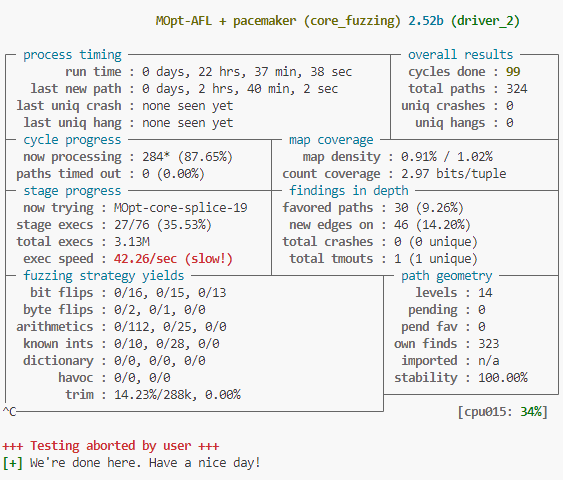 MOpt-AFL + pacemaker (core_fuzzing) 2.52b (driver_2)
process timing overall results
run time : 0 days, 22 hrs, 37 min, 38 sec cycles done : 99
last new path : 0 days, 2 hrs, 40 min, 2 sec total paths : 324
last uniq crash : none seen yet uniq crashes : 0
last uniq hang : none seen yet uniq hangs : 0
cycle progress map coverage
now processing : 284* (87.65%) map density : 0.91% / 1.02%
paths timed out : 0 (0.00%) count coverage : 2.97 bits/tuple
stage progress findings in depth
now trying : MOpt-core-splice-19 favored paths : 30 (9.26%)
stage execs : 27/76 (35.53%) new edges on : 46 (14.20%)
total execs : 3.13M total crashes : 0 (0 unique)
exec speed : 42.26/sec (slow!) total tmouts : 1 (1 unique)
fuzzing strategy yields path geometry
bit flips : 0/16, 0/15, 0/13 levels : 14
byte flips : 0/2, 0/1, 0/0 pending : 0
arithmetics : 0/112, 0/25, 0/0 pend fav : 0
known ints : 0/10, 0/28, 0/0 own finds : 323
dictionary : 0/0, 0/0, 0/0 imported : n/a
havoc : 0/0, 0/0 stability : 100.00%
trim : 14.23%/288k, 0.00%
^C [cpu015: 34%]
+++ Testing aborted by user +++
[+] We're done here. Have a nice day!